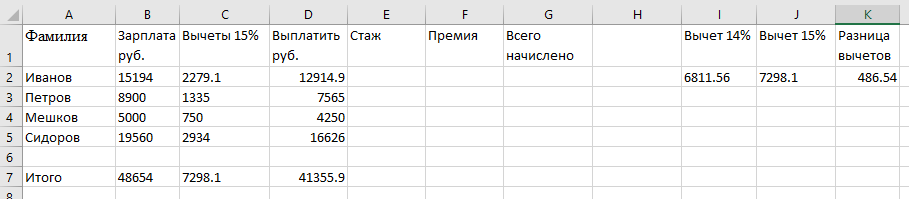 A B C D E F G H I J K
1 Фамилия Зарплата руб. Вычеты 15% Выплатить руб. Стаж Премия Всего начислено Вычет 14% Вычет 15% Разница вычетов
2 Иванов 15194 2279.1 12914.9 6811.56 7298.1 486.54
3 Петров 8900 1335 7565
4 Мешков 5000 750 4250
5 Сидоров 19560 2934 16626
6
7 Итого 48654 7298.1 41355.9
8